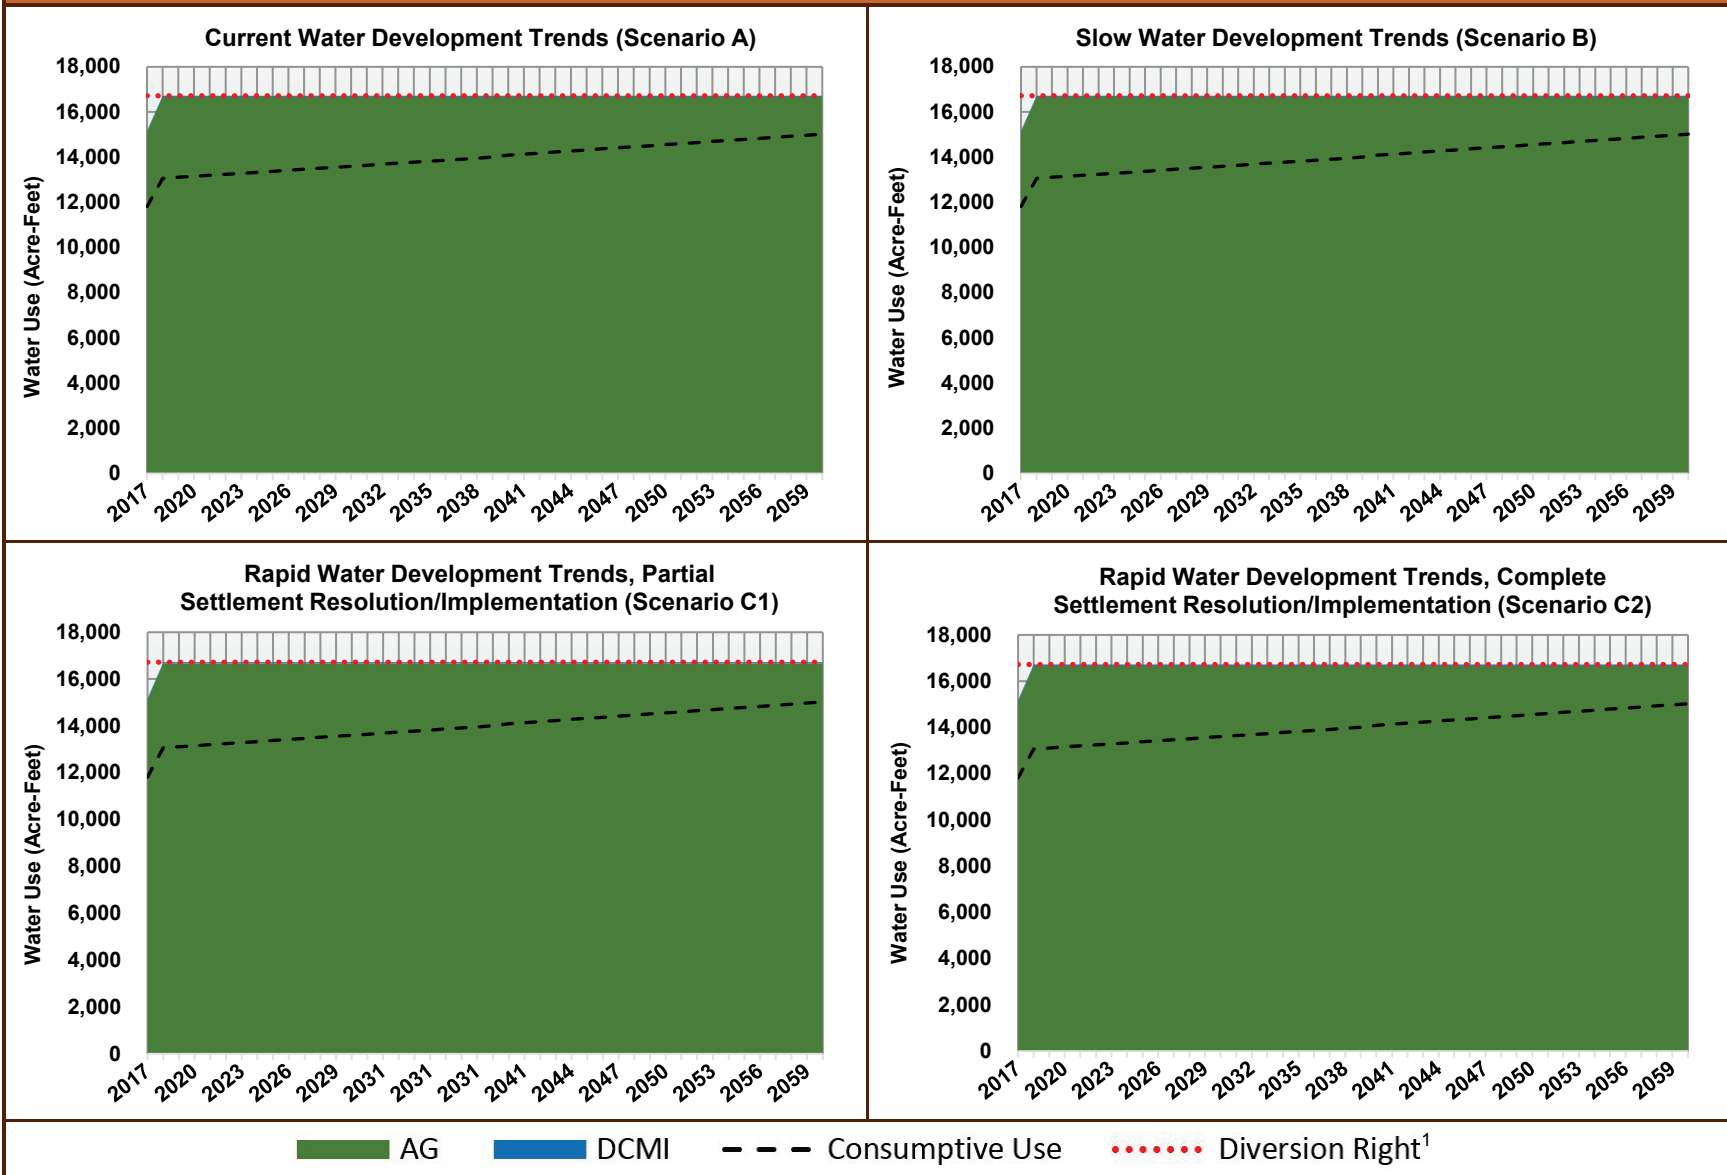 Current Water Development Trends (Scenario A)
Water Use (Acre-Feet)
18,000
16,000
14,000
12,000
10,000
8,000
6,000
4,000
2,000
0
2017 2020 2023 2026 2029 2032 2035 2038 2041 2044 2047 2050 2053 2056 2059
Slow Water Development Trends (Scenario B)
Water Use (Acre-Feet)
18,000
16,000
14,000
12,000
10,000
8,000
6,000
4,000
2,000
0
2017 2020 2023 2026 2029 2032 2035 2038 2041 2044 2047 2050 2053 2056 2059
Rapid Water Development Trends, Partial
Settlement Resolution/Implementation (Scenario C1)
Water Use (Acre-Feet)
18,000
16,000
14,000
12,000
10,000
8,000
6,000
4,000
2,000
0
2017 2020 2023 2026 2029 2031 2031 2031 2041 2044 2047 2050 2053 2056 2059
Rapid Water Development Trends, Complete
Settlement Resolution/Implementation (Scenario C2)
Water Use (Acre-Feet)
18,000
16,000
14,000
12,000
10,000
8,000
6,000
4,000
2,000
0
2017 2020 2023 2026 2029 2032 2035 2038 2041 2044 2047 2050 2053 2056 2059
AG DCMI Consumptive Use Diversion Right¹